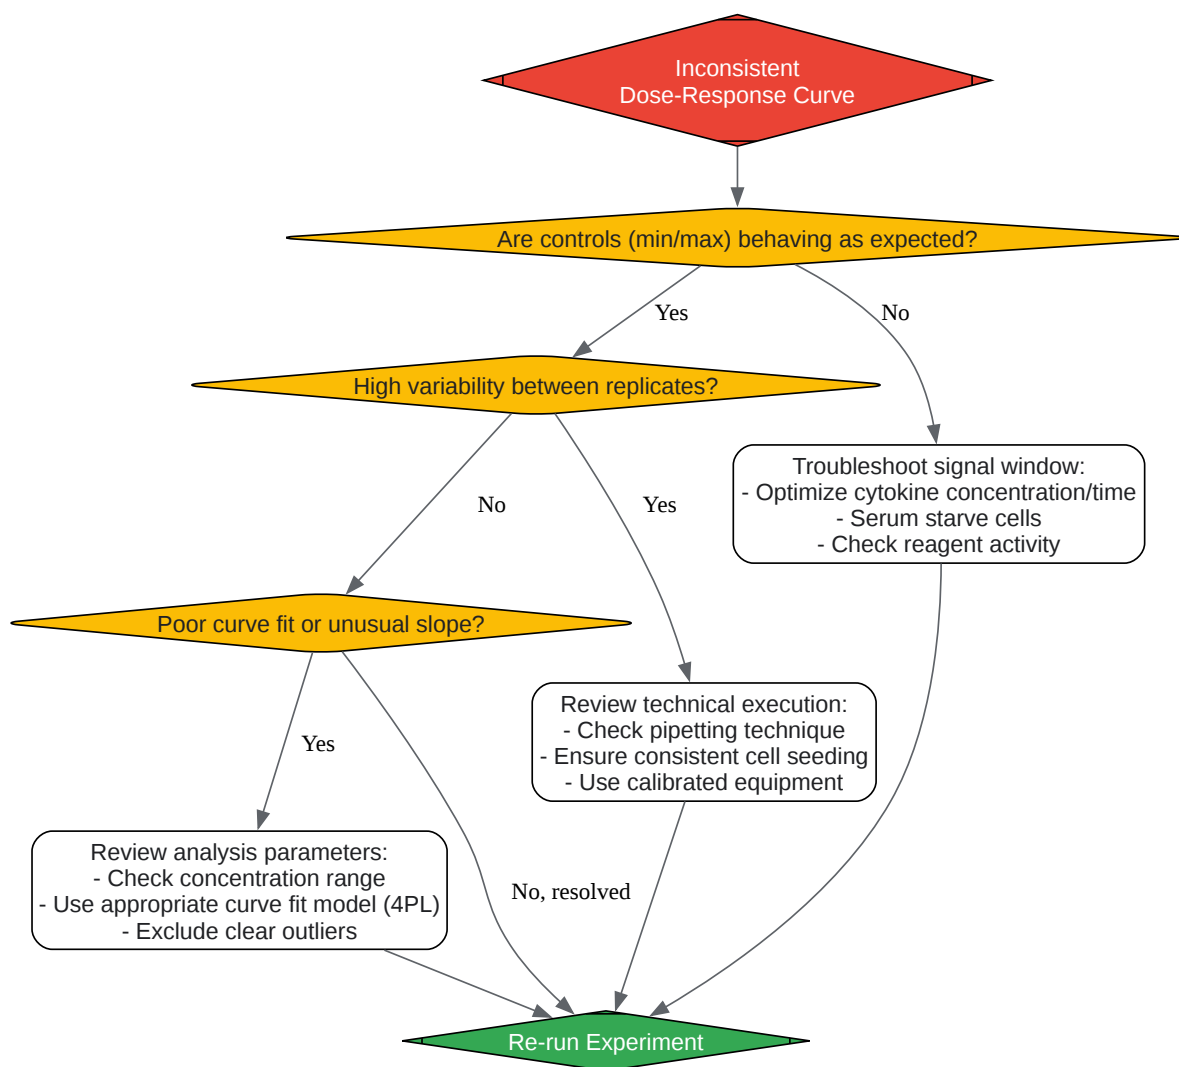 Inconsistent
Dose-Response Curve
Are controls (min/max) behaving as expected?
Yes
No
High variability between replicates?
Troubleshoot signal window:
- Optimize cytokine concentration/time
- Serum starve cells
- Check reagent activity
No
Yes
Poor curve fit or unusual slope?
Review technical execution:
- Check pipetting technique
- Ensure consistent cell seeding
- Use calibrated equipment
Yes
Review analysis parameters:
- Check concentration range
- Use appropriate curve fit model (4PL)
- Exclude clear outliers
No, resolved
Re-run Experiment